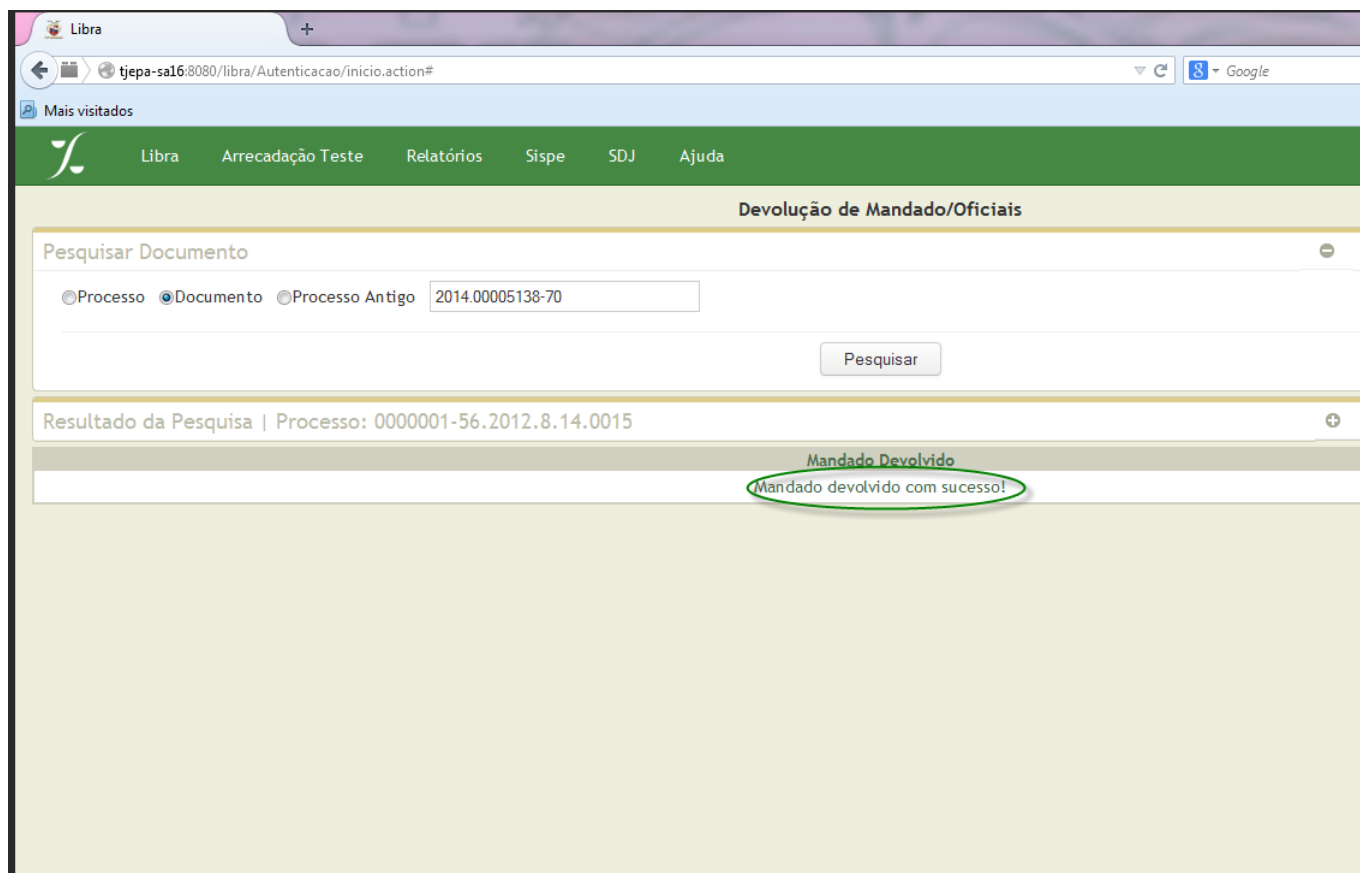 Libra
tjepa-sa16:8080/libra/Autenticacao/inicio.action#
8 Google
Mais visitados
Libra Arrecadação Teste Relatórios Sispe SDJ Ajuda
Devolução de Mandado/Oficiais
Pesquisar Documento
Processo Documento Processo Antigo 2014.00005138-70
Pesquisar
Resultado da Pesquisa | Processo: 0000001-56.2012.8.14.0015
Mandado Devolvido
Mandado devolvido com sucesso!